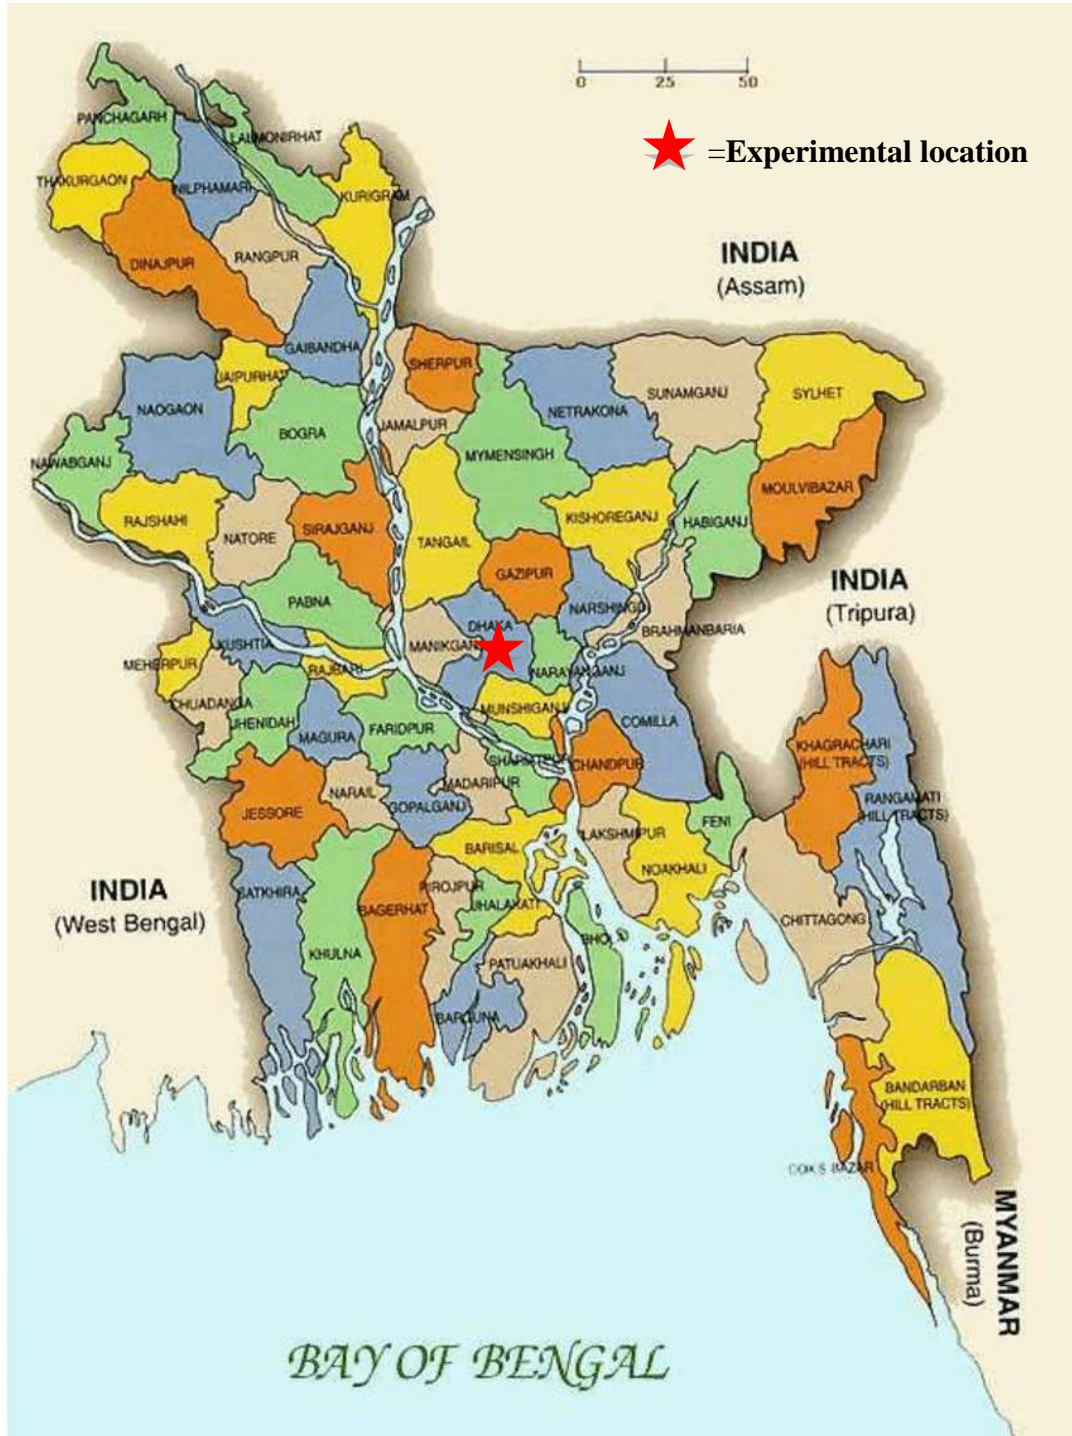 0 25 50
=Experimental location
PANCHAGARH
LALMONIRHAT
THAKURGAON
NILPHAMARI
KURIGRAM
DINAJPUR
RANGPUR
INDIA
(Assam)
GAIBANDHA
SHERPUR
JAIPURHAT
NAOGAON
NETRAKONA
SUNAMGANJ
SYLHET
BOGRA
JAMALPUR
MYMENSINGH
NAWABGANJ
MOULVIBAZAR
RAJSHAHI
NATORE
SIRAJGANJ
TANGAIL
KISHOREGANJ
HABIGANJ
GAZIPUR
INDIA
(Tripura)
PABNA
DHAKA
NARSHINGDI
BRAHMANBARIA
KUSHTIA
MANIKGANJ
MEHERPUR
RAJBARI
NARAYANGANJ
CHUADANGA
JHENIDAH
MAGURA
FARIDPUR
MUNSHIGANJ
COMILLA
SHARIATPUR
CHANDPUR
KHAGRACHARI
(HILL TRACTS)
NARAIL
MADARIPUR
GOPALGANJ
JESSORE
RANGAMATI
(HILL TRACTS)
FENI
LAKSHMIPUR
BARISAL
NOAKHALI
INDIA
(West Bengal)
SATKHIRA
PIROJPUR
JHALAKATI
BAGERHAT
CHITTAGONG
KHULNA
BHOLA
PATUAKHALI
BARGUNA
BANDARBAN
(HILL TRACTS)
COX'S BAZAR
MYANMAR
(Burma)
BAY OF BENGAL